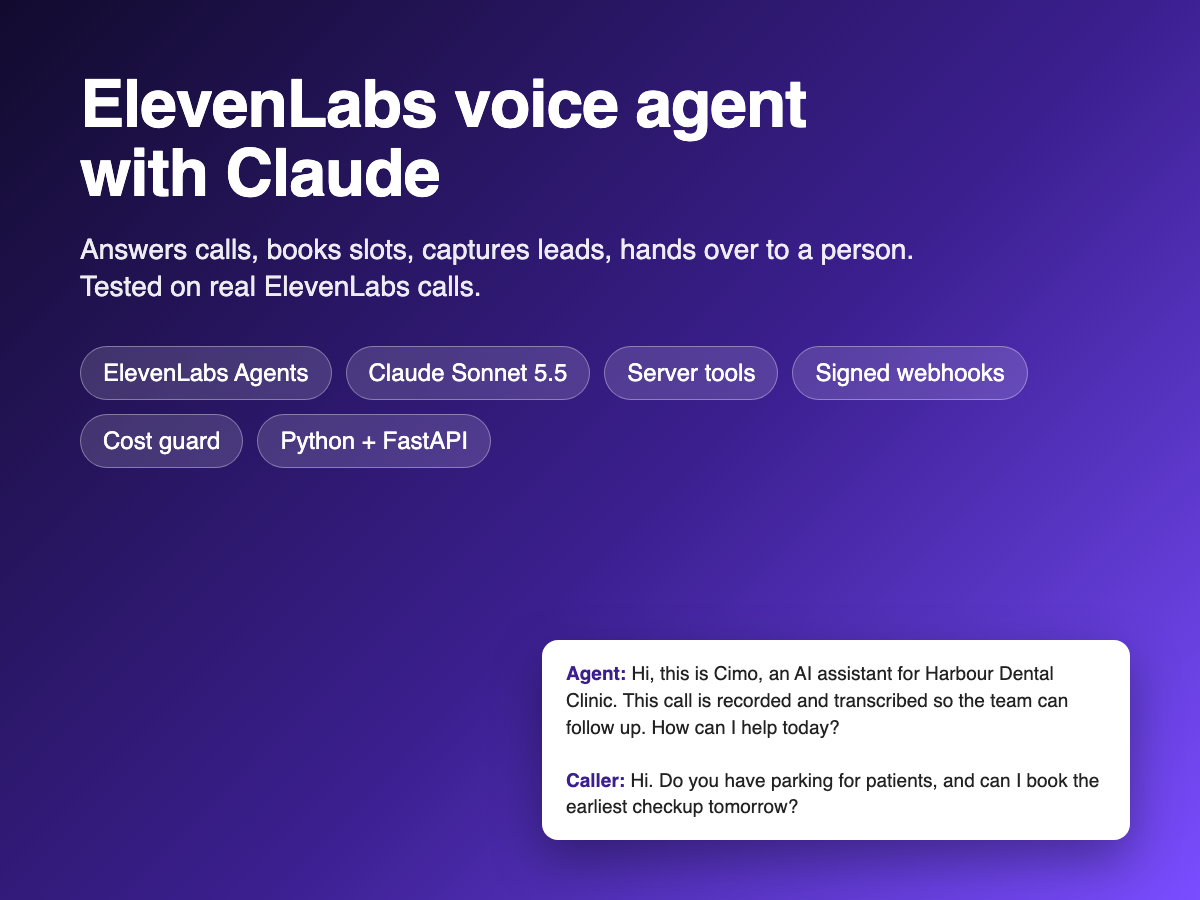 ElevenLabs voice agent
with Claude
Answers calls, books slots, captures leads, hands over to a person.
Tested on real ElevenLabs calls.
ElevenLabs Agents
Claude Sonnet 5.5
Server tools
Signed webhooks
Cost guard
Python + FastAPI
Agent: Hi, this is Cimo, an AI assistant for Harbour Dental
Clinic. This call is recorded and transcribed so the team can
follow up. How can I help today?
Caller: Hi. Do you have parking for patients, and can I book the
earliest checkup tomorrow?